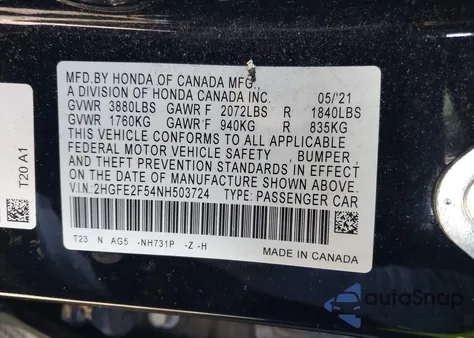 MFD.BY HONDA OF CANADA MFG.,
A DIVISION OF HONDA CANADA INC. 05/'21
GVWR 3880LBS GAWR F 2072LBS R 1840LBS
GVWR 1760KG GAWR F 940KG R 835KG
THIS VEHICLE CONFORMS TO ALL APPLICABLE
FEDERAL MOTOR VEHICLE SAFETY , BUMPER ,
AND THEFT PREVENTION STANDARDS IN EFFECT
ON THE DATE OF MANUFACTURE SHOWN ABOVE.
V.I.N:2HGFE2F54NH503724 TYPE: PASSENGER CAR
T23 N AG5 -NH731P -Z-H
MADE IN CANADA
T20 A1
autoSnap